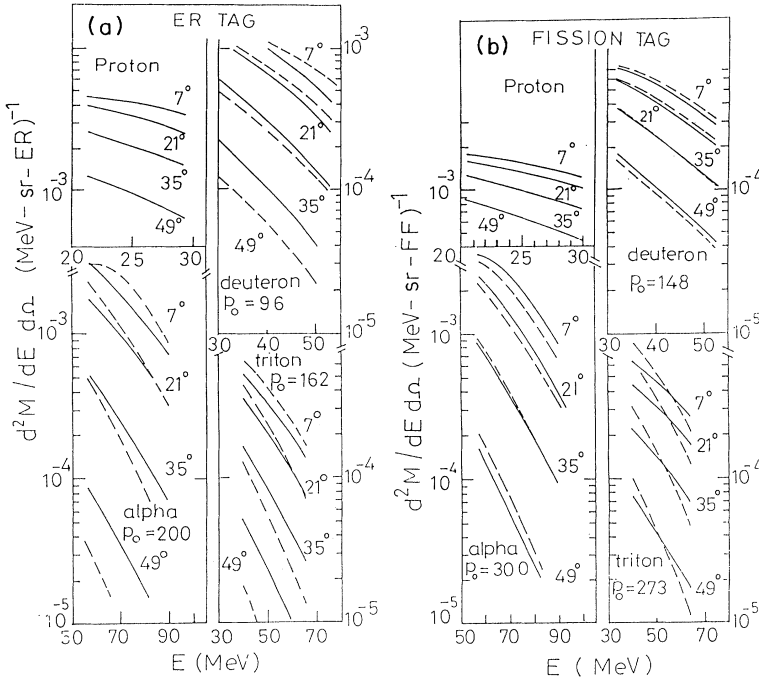 (a) ER TAG
Proton
7°
21°
35°
49°
10⁻³
20 25 30
7°
21°
35°
49°
deuteron
p₀=96
10⁻³
10⁻⁴
10⁻⁵
30 40 50
7°
21°
35°
49°
alpha
p₀=200
10⁻³
10⁻⁴
10⁻⁵
50 70 90
triton
p₀=162
7°
21°
35°
49°
10⁻⁴
10⁻⁵
30 50 70
E (MeV)
d²M/dE dΩ (MeV-sr-ER)⁻¹
(b) FISSION TAG
Proton
7°
21°
35°
49°
10⁻³
20 25 30
7°
21°
35°
49°
deuteron
p₀=148
10⁻³
10⁻⁴
10⁻⁵
30 40 50
7°
21°
35°
49°
alpha
p₀=300
10⁻³
10⁻⁴
10⁻⁵
50 70 90
7°
21°
35°
49°
triton
p₀=273
10⁻⁴
10⁻⁵
30 50 70
E (MeV)
d²M/dE dΩ (MeV-sr-FF)⁻¹